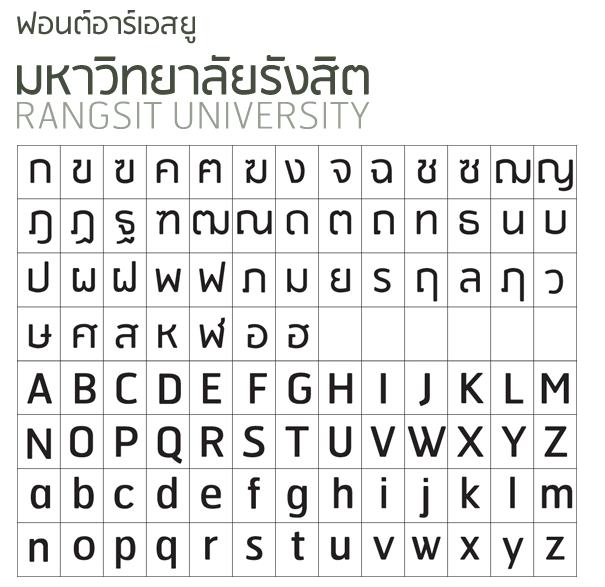 ฟอนต์อาร์เอสยู
มหาวิทยาลัยรังสิต
RANGSIT UNIVERSITY
ก ข ฃ ค ฅ ฆ ง จ ฉ ช ซ ฌ ญ
ฎ ฏ ฐ ฑ ฒ ณ ด ต ถ ท ธ น บ
ป ผ ฝ พ ฟ ภ ม ย ร ฤ ล ฦ ว
ษ ศ ส ห ฬ อ ฮ
A B C D E F G H I J K L M
N O P Q R S T U V W X Y Z
a b c d e f g h i j k l m
n o p q r s t u v w x y z